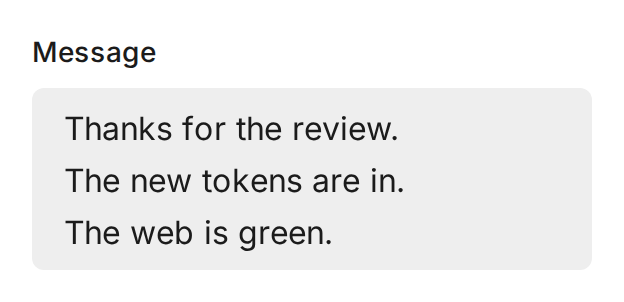 Message
Thanks for the review.
The new tokens are in.
The web is green.